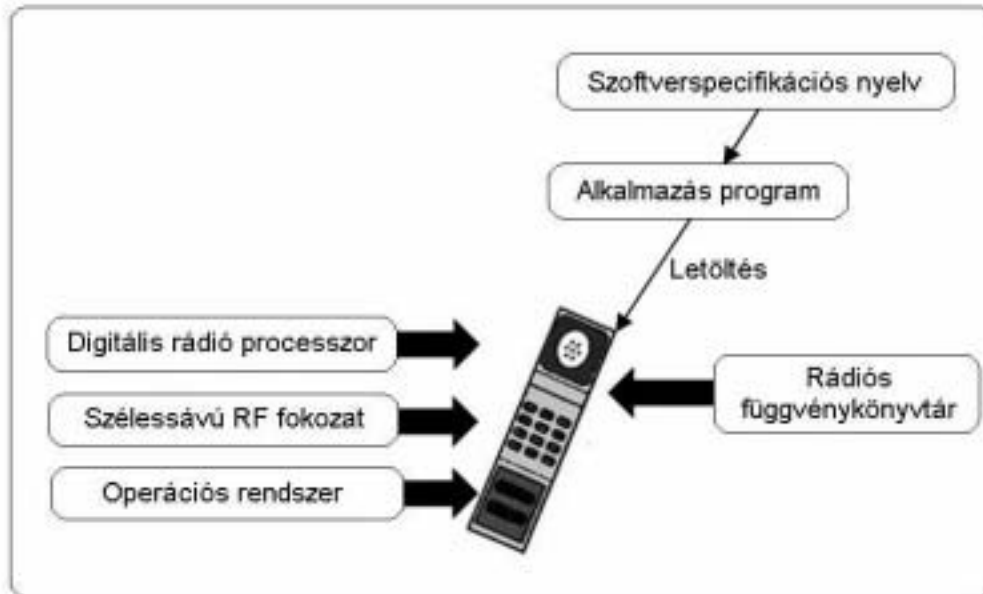 Szoftverspecifikációs nyelv
Alkalmazás program
Letöltés
Digitális rádió processzor
Szélessávú RF fokozat
Operációs rendszer
Rádiós
függvénykönyvtár